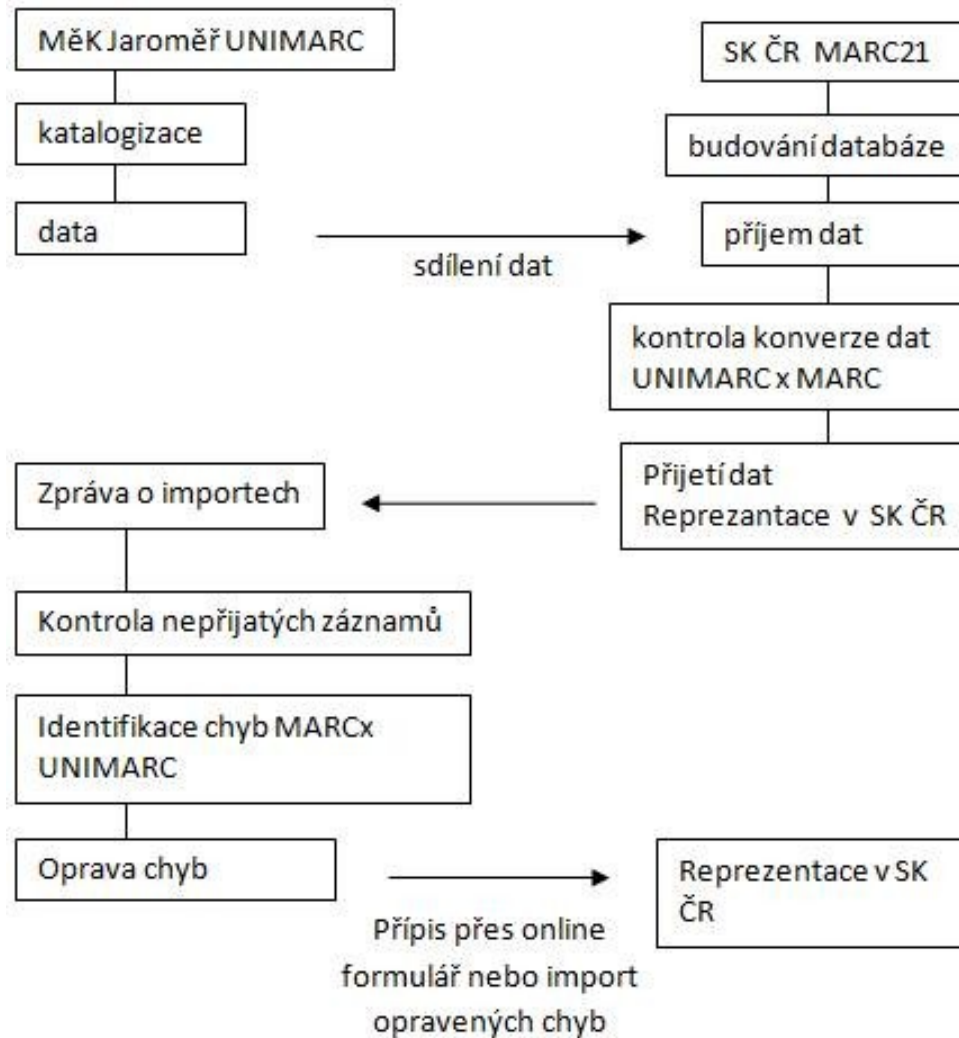 MěK Jaroměř UNIMARC
katalogizace
data
sdílení dat
SK ČR MARC21
budování databáze
příjem dat
kontrola konverze dat
UNIMARC x MARC
Přijetí dat
Reprezantace v SK ČR
Zpráva o importech
Kontrola nepřijatých záznamů
Identifikace chyb MARCx
UNIMARC
Oprava chyb
Přípis přes online
formulář nebo import
opravených chyb
Reprezentace v SK
ČR